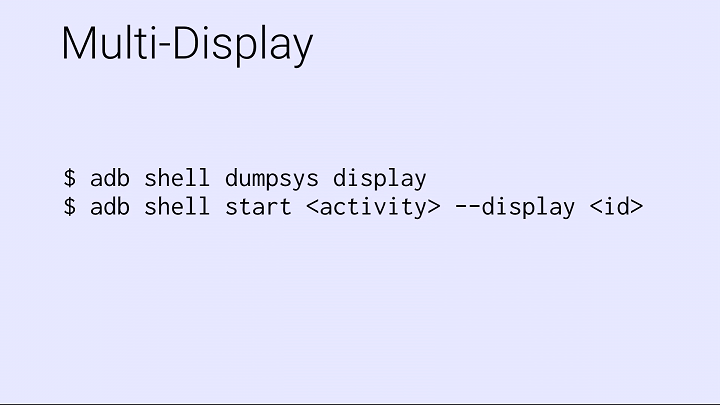 Multi-Display
$ adb shell dumpsys display
$ adb shell start <activity> --display <id>